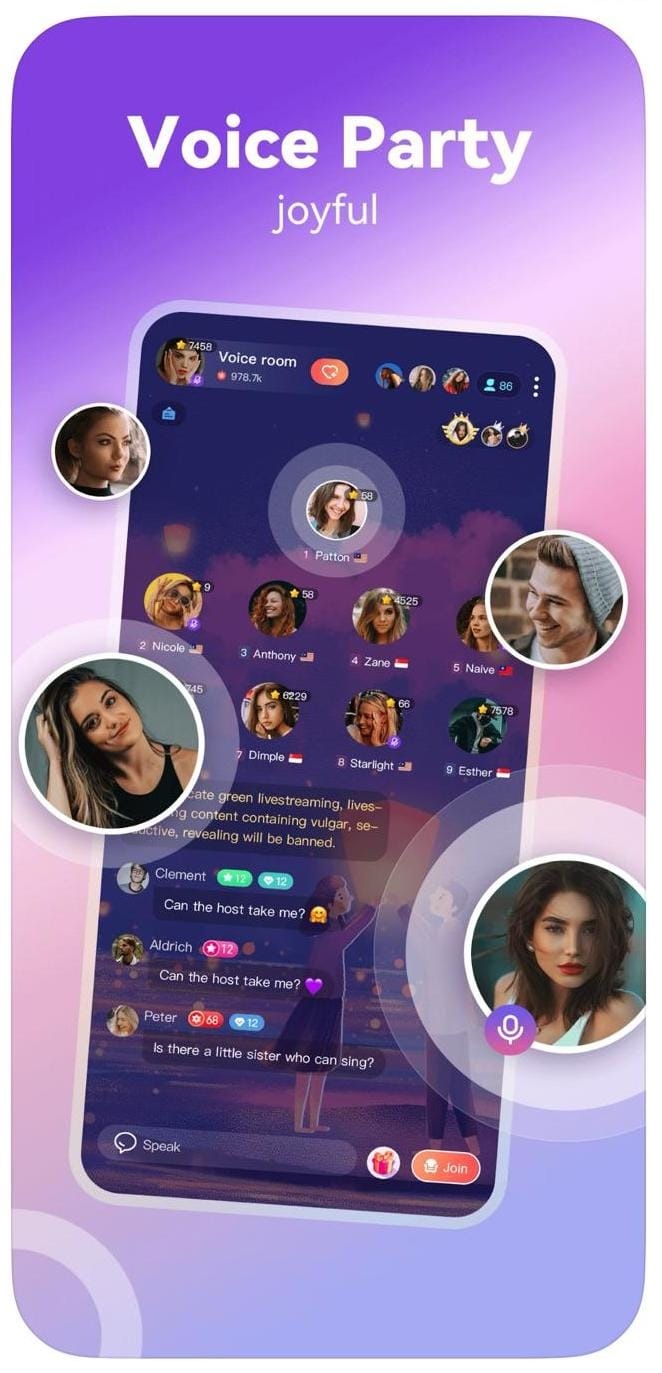 Voice Party
joyful
7458
Voice room
978.7k
86
58
1 Patton
9
58
4525
2 Nicole
3 Anthony
4 Zane
5 Naive
745
6229
66
7578
7 Dimple
8 Starlight
9 Esther
cate green livestreaming, lives-
ng content containing vulgar, se-
uctive, revealing will be banned.
Clement 12 12
Can the host take me? 🤗
Aldrich 12
Can the host take me? 💜
Peter 68 12
Is there a little sister who can sing?
Speak
Join